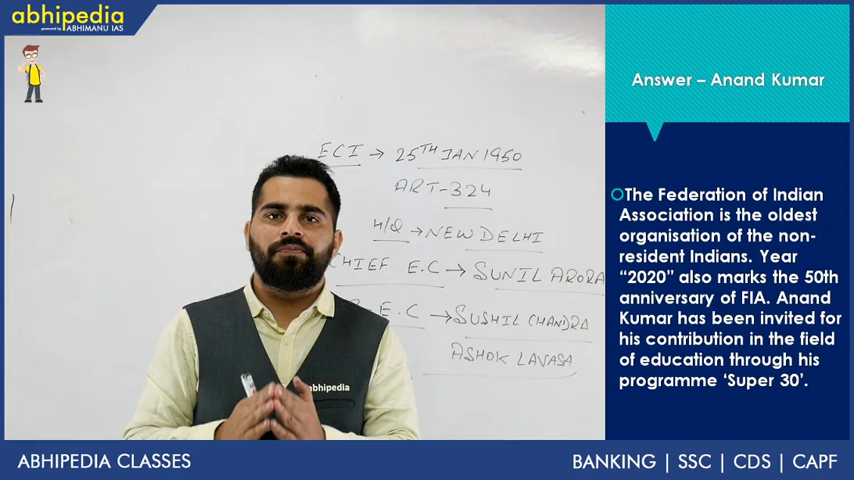 abhipedia
powered by ABHIMANU IAS
ECI → 25TH JAN 1950
ART-324
H/Q → NEW DELHI
CHIEF E.C → SUNIL ARORA
E.C → SUSHIL CHANDRA
ASHOK LAVASA
abhipedia
Answer – Anand Kumar
The Federation of Indian
Association is the oldest
organisation of the non-
resident Indians. Year
“2020” also marks the 50th
anniversary of FIA. Anand
Kumar has been invited for
his contribution in the field
of education through his
programme ‘Super 30’.
ABHIPEDIA CLASSES
BANKING | SSC | CDS | CAPF